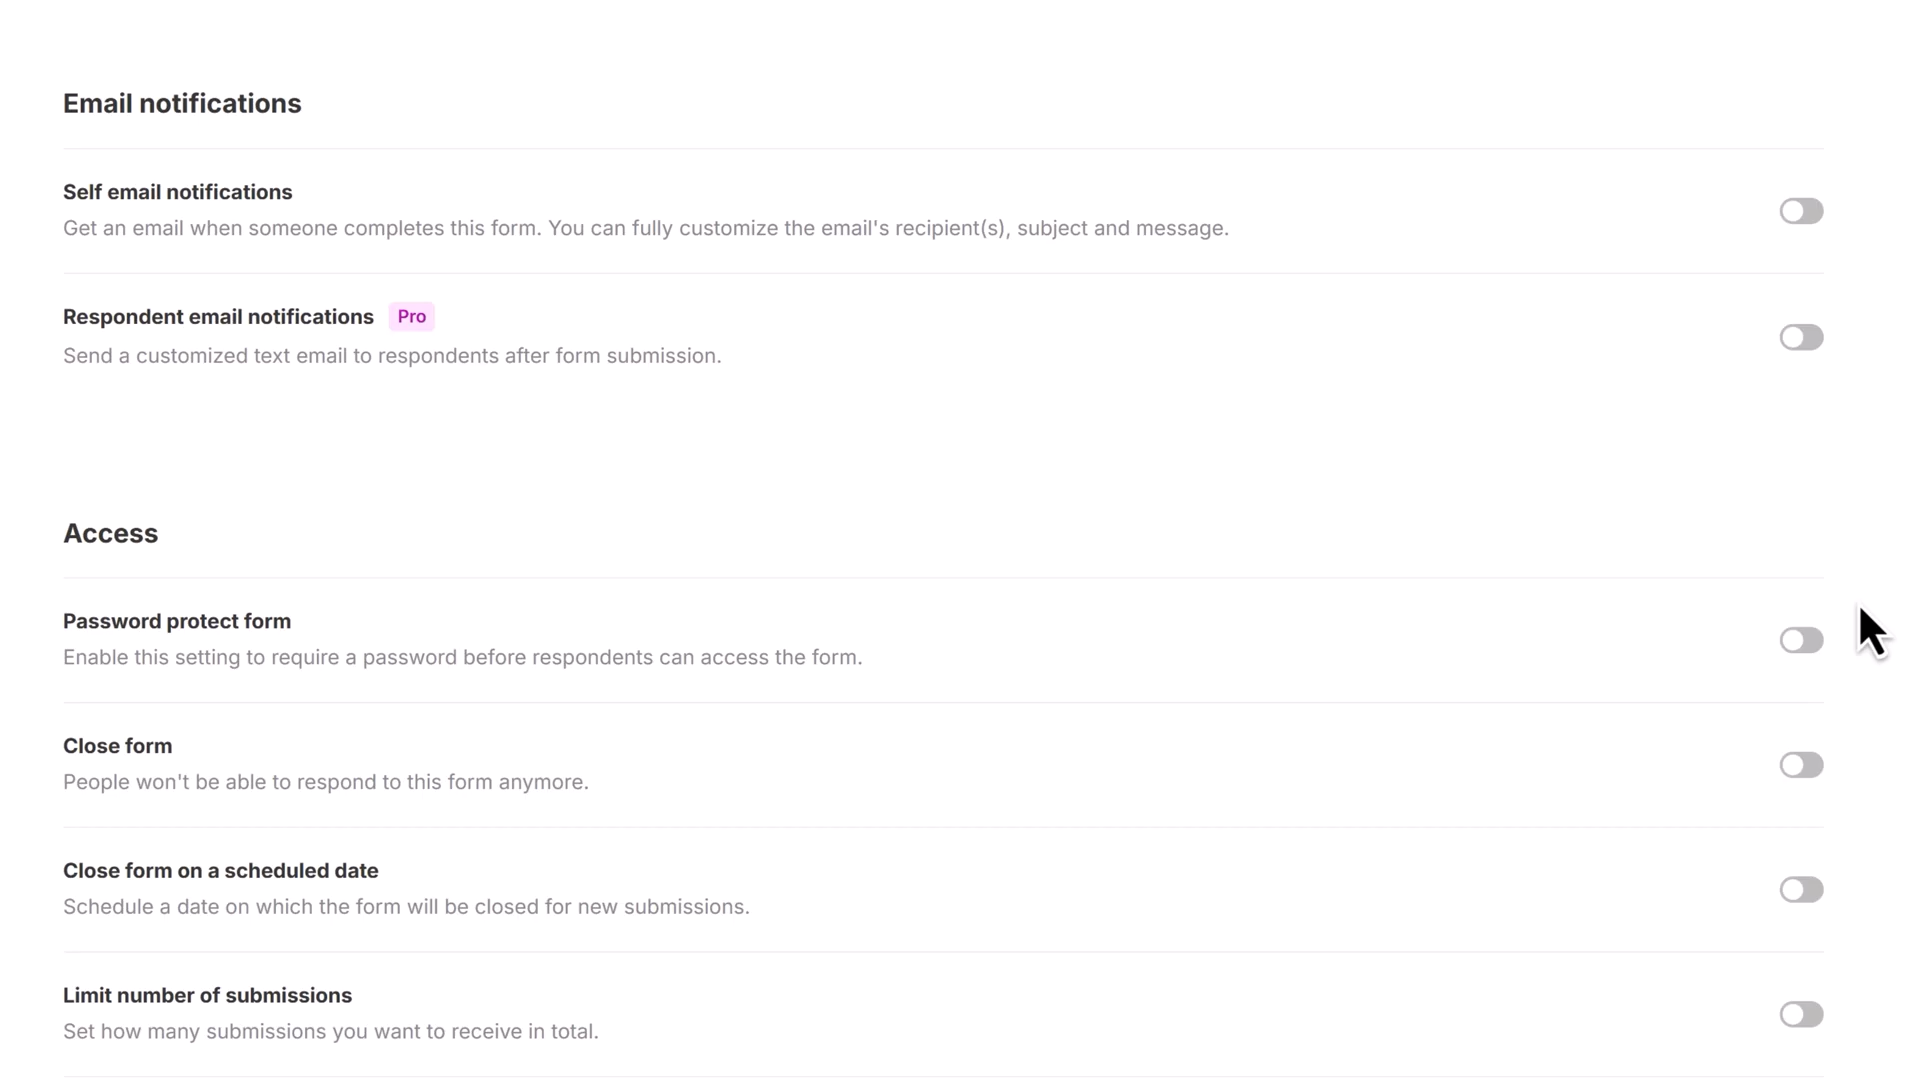 Email notifications
Self email notifications
Get an email when someone completes this form. You can fully customize the email's recipient(s), subject and message.
Respondent email notifications Pro
Send a customized text email to respondents after form submission.
Access
Password protect form
Enable this setting to require a password before respondents can access the form.
Close form
People won't be able to respond to this form anymore.
Close form on a scheduled date
Schedule a date on which the form will be closed for new submissions.
Limit number of submissions
Set how many submissions you want to receive in total.